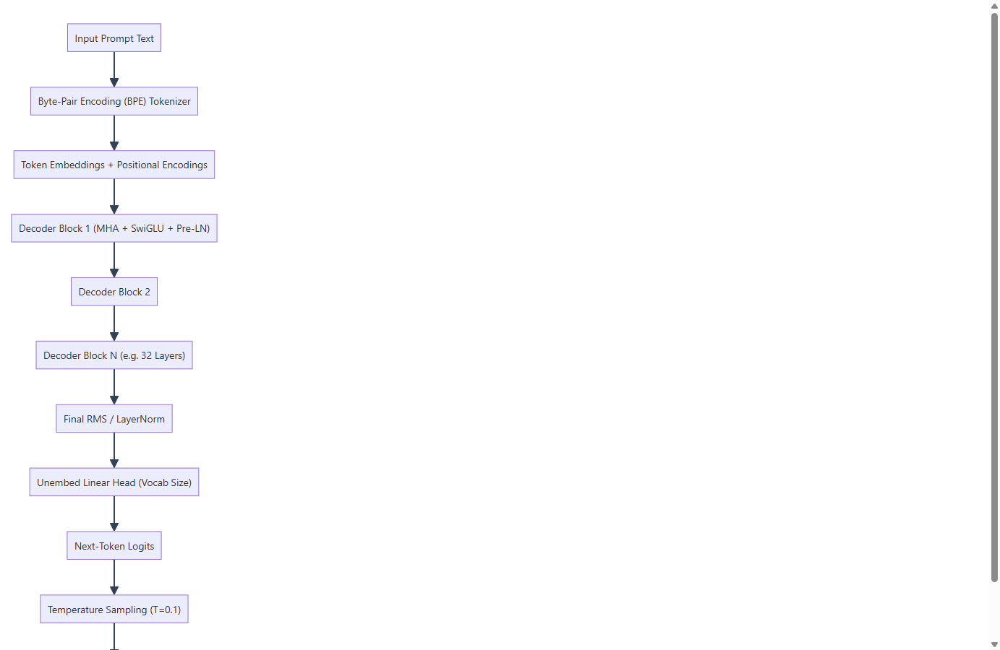 Input Prompt Text
Byte-Pair Encoding (BPE) Tokenizer
Token Embeddings + Positional Encodings
Decoder Block 1 (MHA + SwiGLU + Pre-LN)
Decoder Block 2
Decoder Block N (e.g. 32 Layers)
Final RMS / LayerNorm
Unembed Linear Head (Vocab Size)
Next-Token Logits
Temperature Sampling (T=0.1)